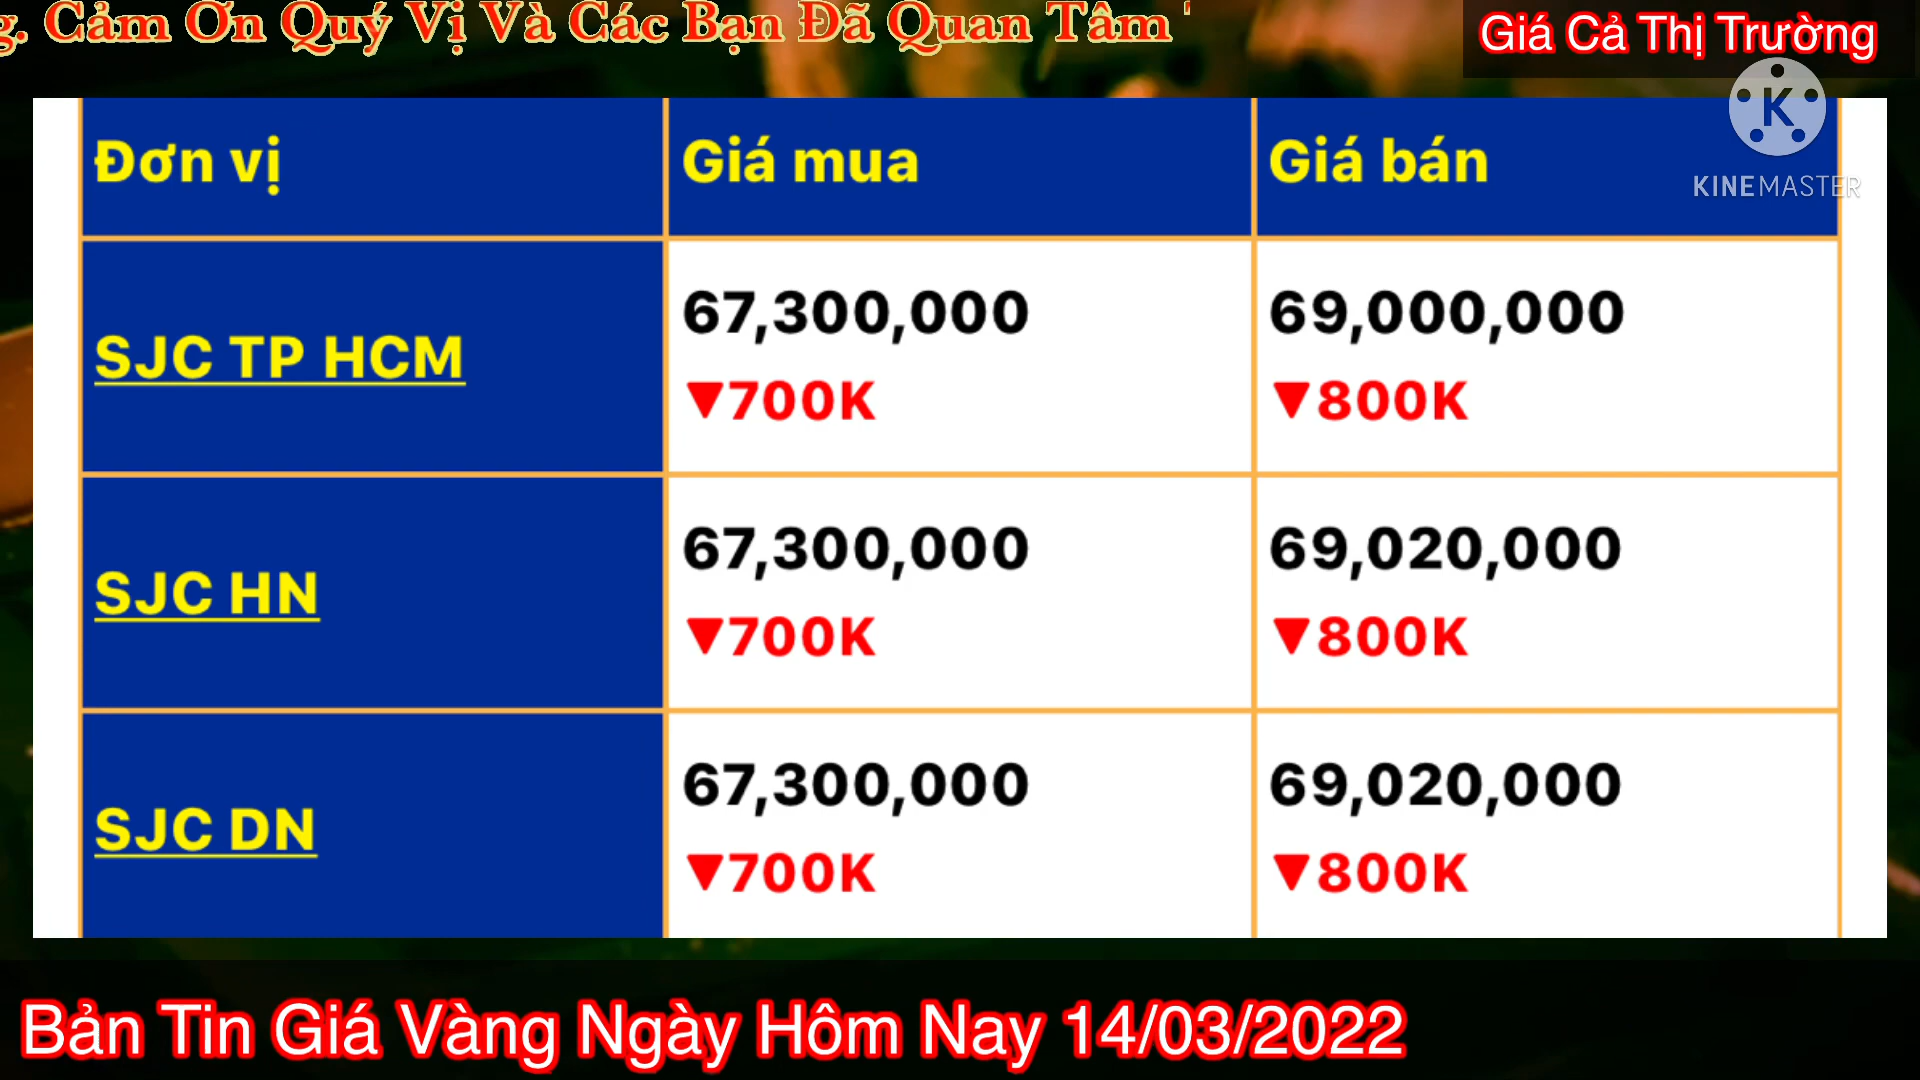 g. Cảm Ơn Quý Vị Và Các Bạn Đã Quan Tâm
Giá Cả Thị Trường
K
KINEMASTER
Đơn vị Giá mua Giá bán
SJC TP HCM 67,300,000 69,000,000
▼700K ▼800K
SJC HN 67,300,000 69,020,000
▼700K ▼800K
SJC DN 67,300,000 69,020,000
▼700K ▼800K
Bản Tin Giá Vàng Ngày Hôm Nay 14/03/2022